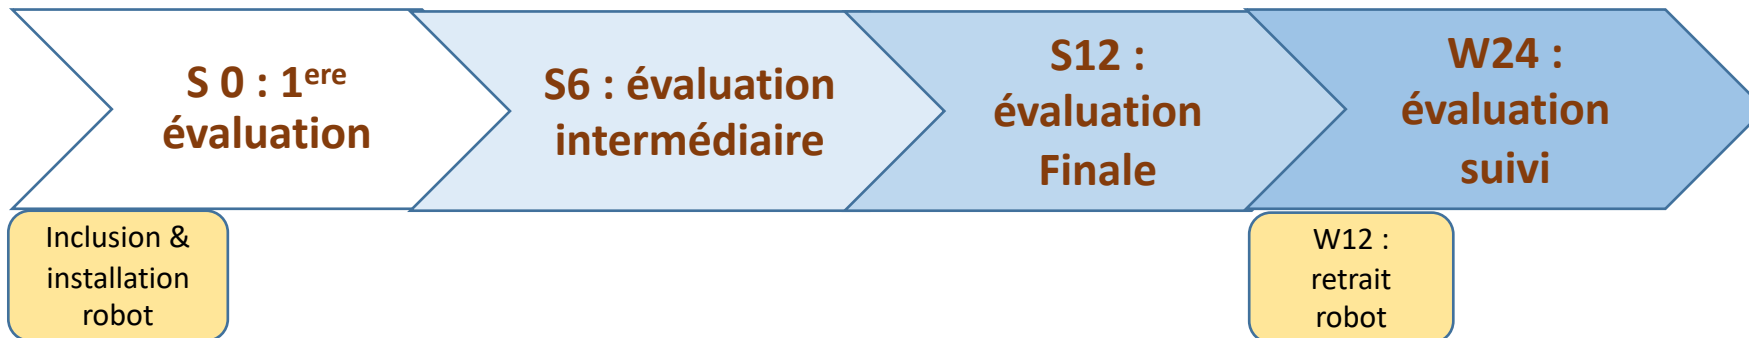 S 0 : 1ere
évaluation
S6 : évaluation
intermédiaire
S12 :
évaluation
Finale
W24 :
évaluation
suivi
Inclusion &
installation
robot
W12 :
retrait
robot